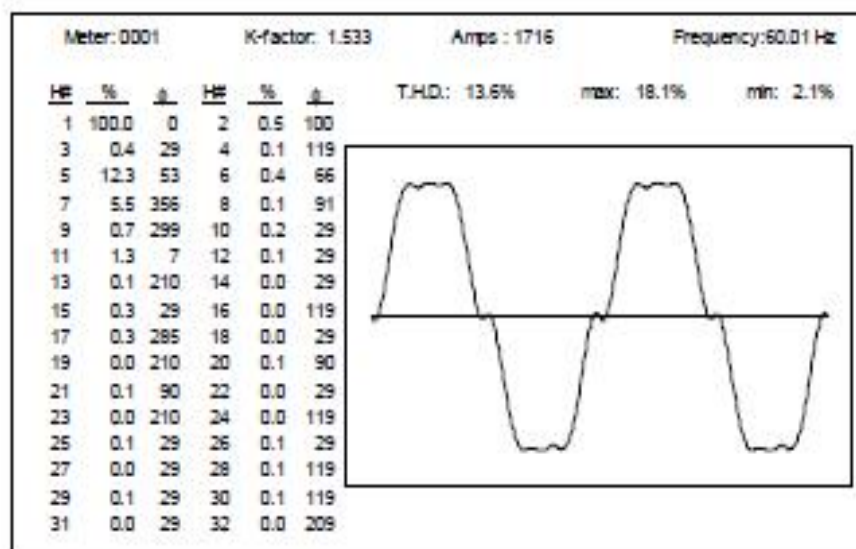 Meter: 0001 K-factor: 1.533 Amps : 1716 Frequency:60.01 Hz
T.H.D.: 13.6% max: 18.1% min: 2.1%
H# % ϕ H# % ϕ
1 100.0 0 2 0.5 100
3 0.4 29 4 0.1 119
5 12.3 53 6 0.4 66
7 5.5 356 8 0.1 91
9 0.7 299 10 0.2 29
11 1.3 7 12 0.1 29
13 0.1 210 14 0.0 29
15 0.3 29 16 0.0 119
17 0.3 285 18 0.0 29
19 0.0 210 20 0.1 90
21 0.1 90 22 0.0 29
23 0.0 210 24 0.0 119
25 0.1 29 26 0.1 29
27 0.0 29 28 0.1 119
29 0.1 29 30 0.1 119
31 0.0 29 32 0.0 209